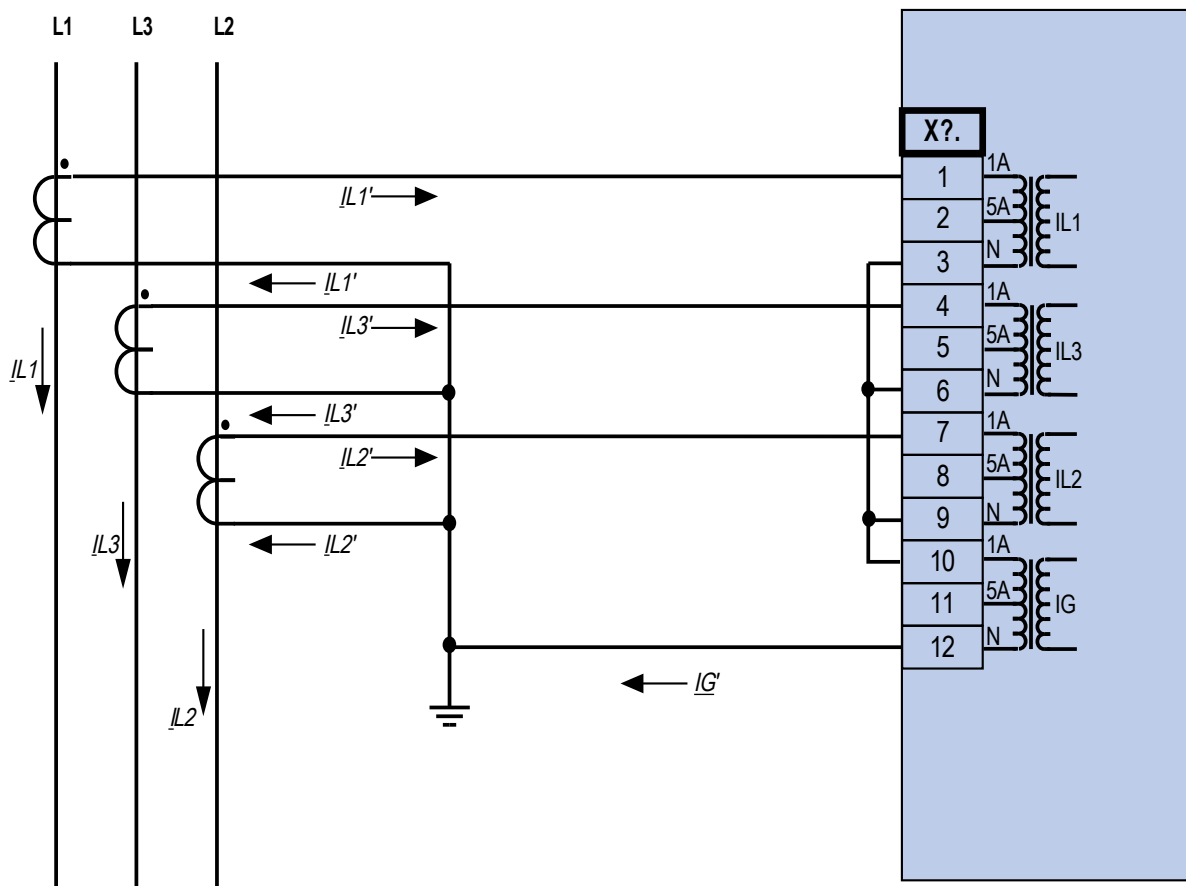 L1 L3 L2
X?.
1 1A
IL1'
2 5A IL1
3 N
IL1'
4 1A
IL3'
5 5A IL3
IL1
6 N
IL3'
7 1A
IL2'
8 5A IL2
9 N
IL3
IL2'
10 1A
11 5A IG
12 N
IG'
IL2